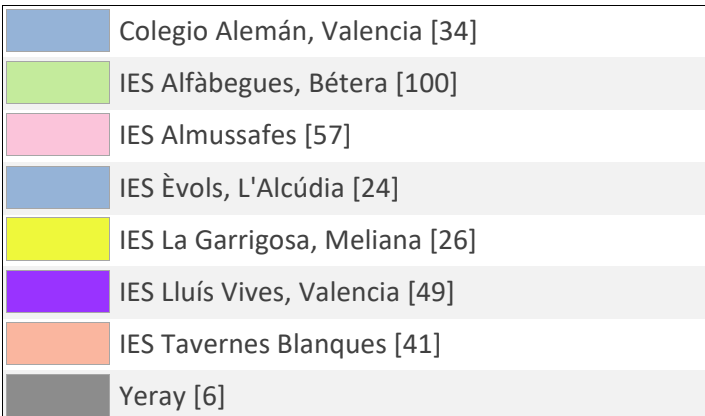 Colegio Alemán, Valencia [34]
IES Alfàbegues, Bétera [100]
IES Almussafes [57]
IES Èvols, L'Alcúdia [24]
IES La Garrigosa, Meliana [26]
IES Lluís Vives, Valencia [49]
IES Tavernes Blanques [41]
Yeray [6]